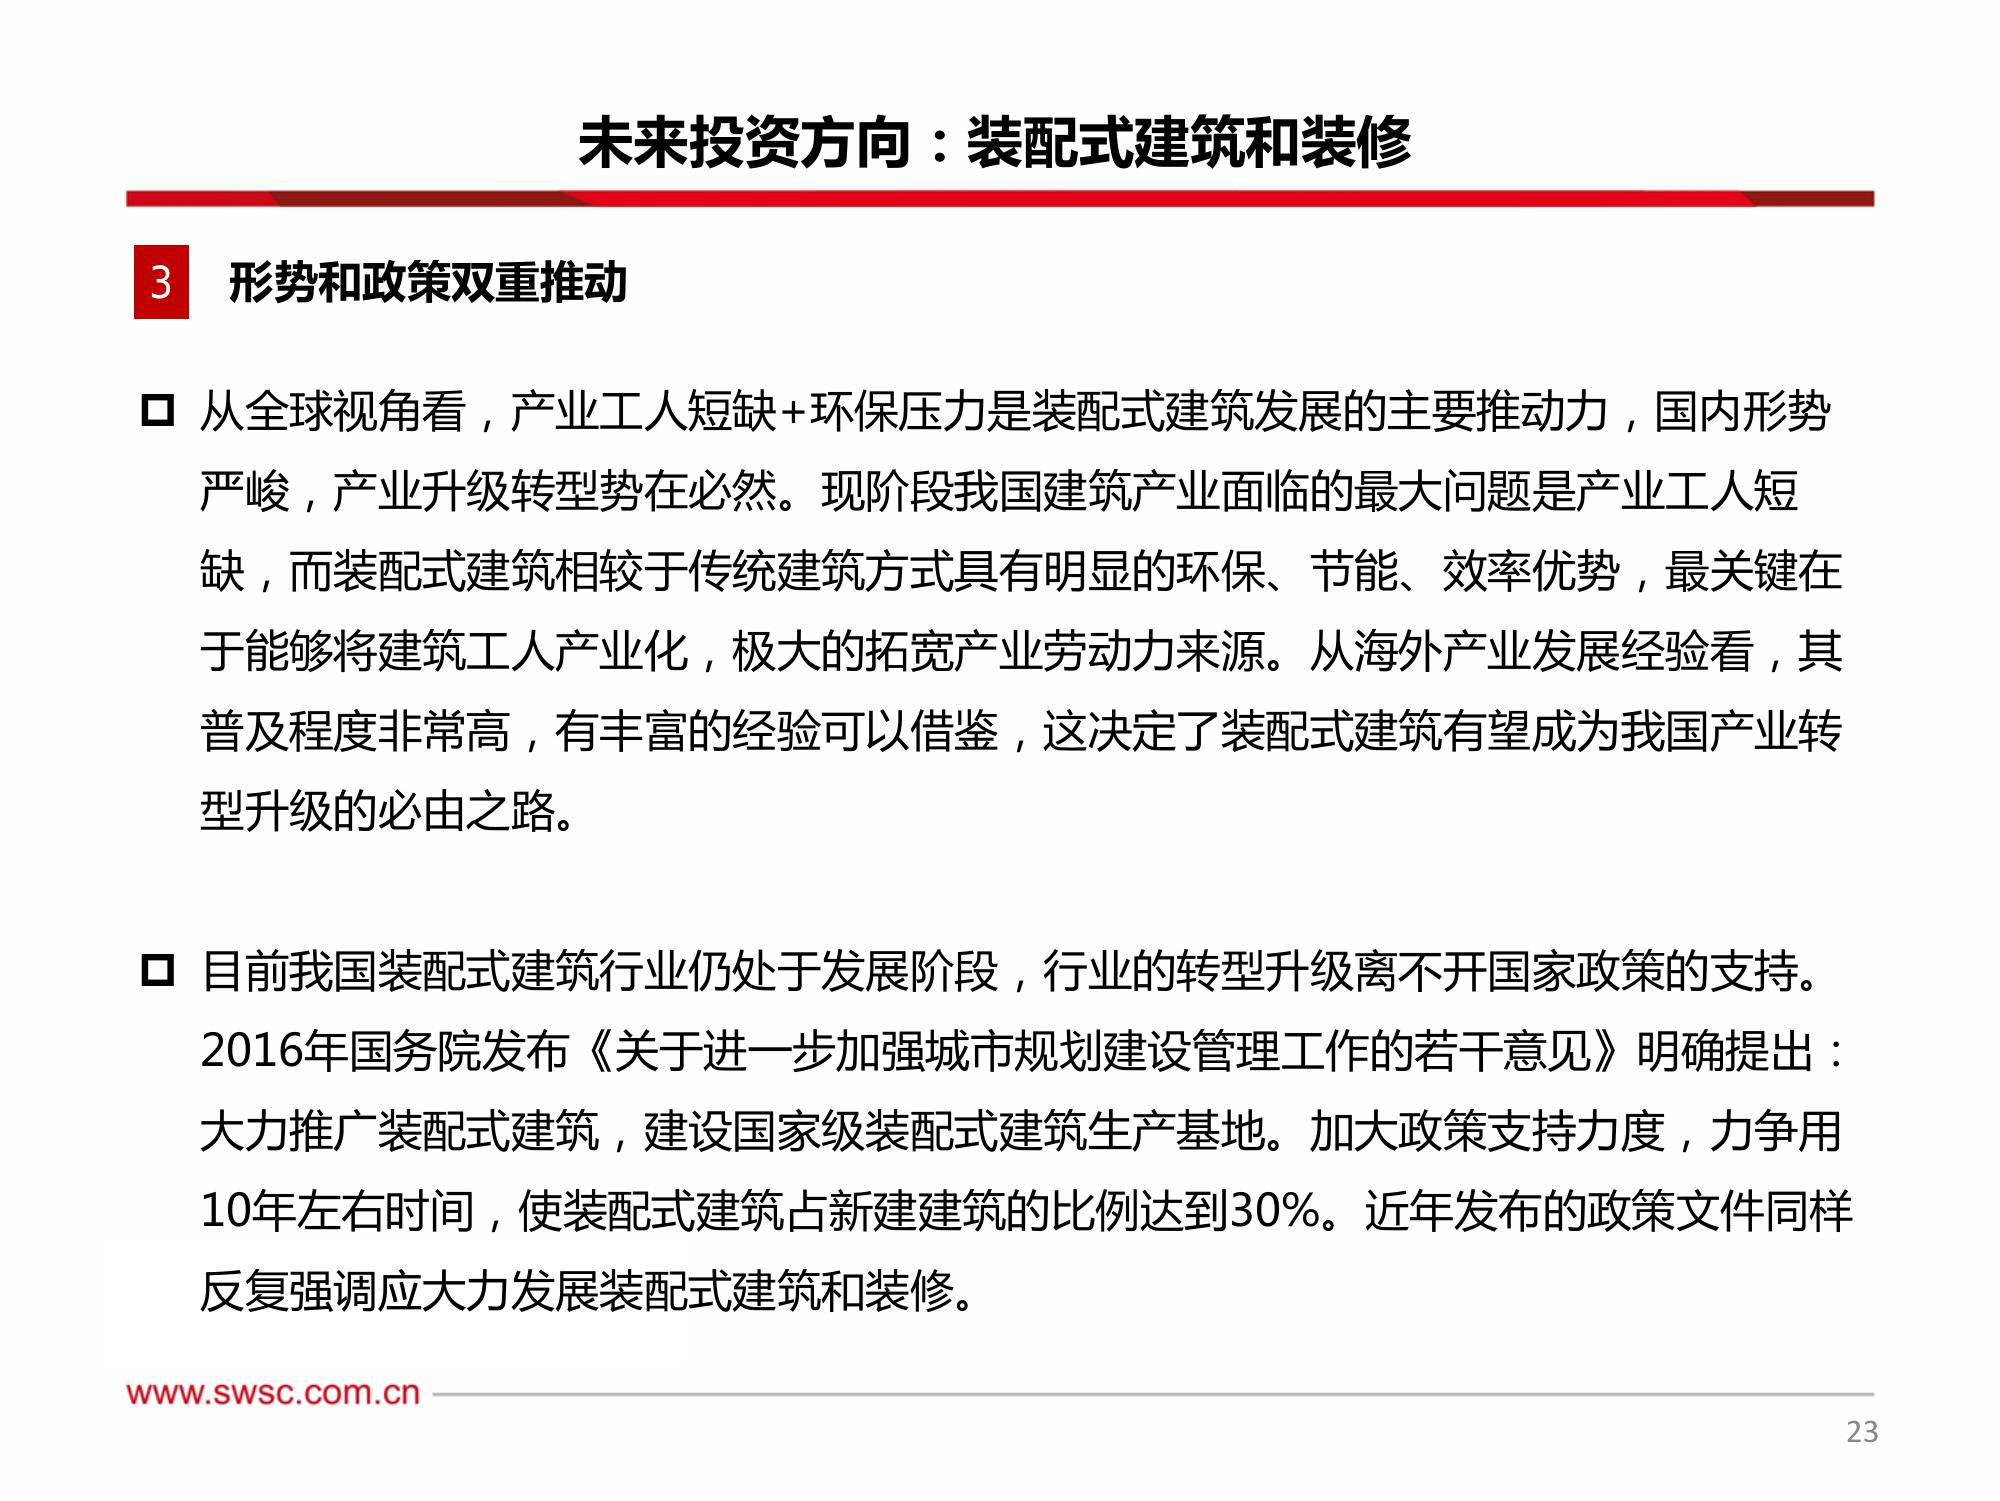 未来投资方向：装配式建筑和装修
3 形势和政策双重推动
从全球视角看，产业工人短缺+环保压力是装配式建筑发展的主要推动力，国内形势
严峻，产业升级转型势在必然。现阶段我国建筑产业面临的最大问题是产业工人短
缺，而装配式建筑相较于传统建筑方式具有明显的环保、节能、效率优势，最关键在
于能够将建筑工人产业化，极大的拓宽产业劳动力来源。从海外产业发展经验看，其
普及程度非常高，有丰富的经验可以借鉴，这决定了装配式建筑有望成为我国产业转
型升级的必由之路。
目前我国装配式建筑行业仍处于发展阶段，行业的转型升级离不开国家政策的支持。
2016年国务院发布《关于进一步加强城市规划建设管理工作的若干意见》明确提出：
大力推广装配式建筑，建设国家级装配式建筑生产基地。加大政策支持力度，力争用
10年左右时间，使装配式建筑占新建建筑的比例达到30%。近年发布的政策文件同样
反复强调应大力发展装配式建筑和装修。
www.swsc.com.cn
23